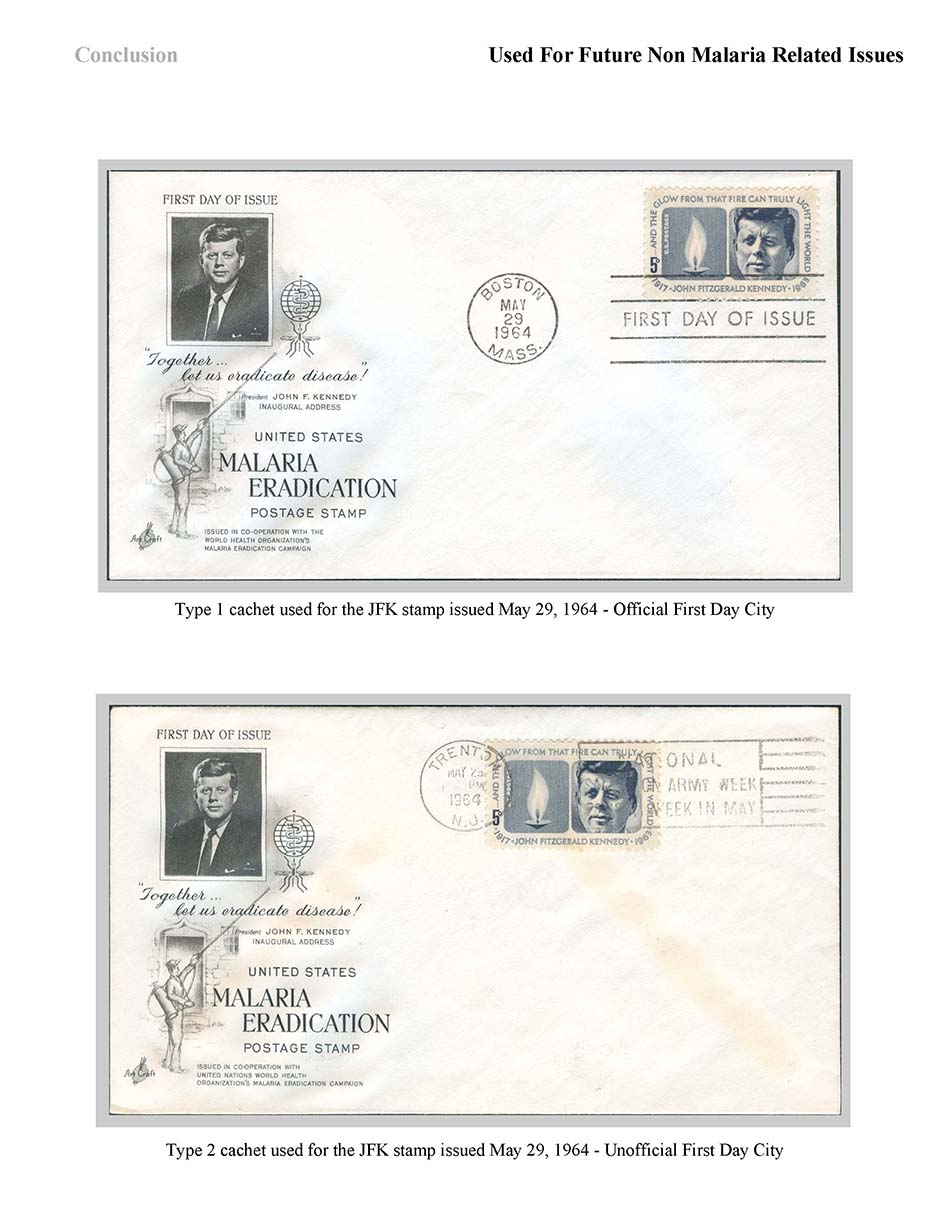 Conclusion
Used For Future Non Malaria Related Issues
FIRST DAY OF ISSUE
"Together...
let us eradicate disease!"
President JOHN F. KENNEDY
INAUGURAL ADDRESS
UNITED STATES
MALARIA
ERADICATION
POSTAGE STAMP
ISSUED IN CO-OPERATION WITH THE
WORLD HEALTH ORGANIZATION'S
MALARIA ERADICATION CAMPAIGN
Art Craft
BOSTON
MAY
29
1964
MASS.
AND THE GLOW FROM THAT FIRE CAN TRULY LIGHT THE WORLD
U.S. POSTAGE
5¢
1917·JOHN FITZGERALD KENNEDY·1963
FIRST DAY OF ISSUE
Type 1 cachet used for the JFK stamp issued May 29, 1964 - Official First Day City
FIRST DAY OF ISSUE
"Together...
let us eradicate disease!"
President JOHN F. KENNEDY
INAUGURAL ADDRESS
UNITED STATES
MALARIA
ERADICATION
POSTAGE STAMP
ISSUED IN CO-OPERATION WITH
UNITED NATIONS WORLD HEALTH
ORGANIZATION'S MALARIA ERADICATION CAMPAIGN
Art Craft
TRENTON
MAY
PM
1964
N.J.
AND THE GLOW FROM THAT FIRE CAN TRULY LIGHT THE WORLD
5¢
1917·JOHN FITZGERALD KENNEDY·1963
ONAL
ARMY WEEK
WEEK IN MAY
Type 2 cachet used for the JFK stamp issued May 29, 1964 - Unofficial First Day City